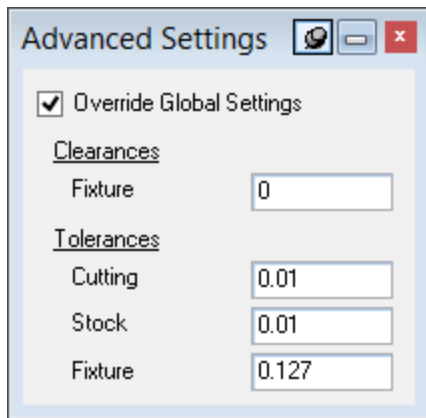 Advanced Settings
Override Global Settings
Clearances
Fixture 0
Tolerances
Cutting 0.01
Stock 0.01
Fixture 0.127